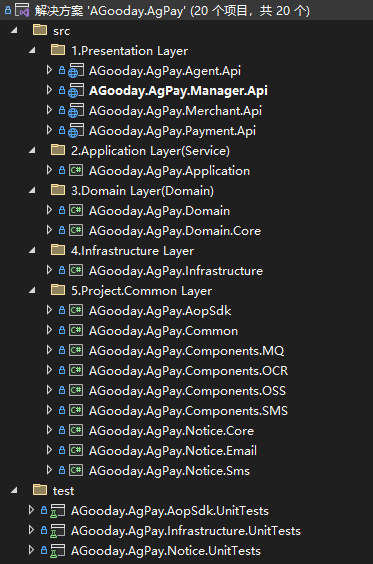 解决方案 'AGooday.AgPay' (20 个项目，共 20 个)
src
1.Presentation Layer
AGooday.AgPay.Agent.Api
AGooday.AgPay.Manager.Api
AGooday.AgPay.Merchant.Api
AGooday.AgPay.Payment.Api
2.Application Layer(Service)
AGooday.AgPay.Application
3.Domain Layer(Domain)
AGooday.AgPay.Domain
AGooday.AgPay.Domain.Core
4.Infrastructure Layer
AGooday.AgPay.Infrastructure
5.Project.Common Layer
AGooday.AgPay.AopSdk
AGooday.AgPay.Common
AGooday.AgPay.Components.MQ
AGooday.AgPay.Components.OCR
AGooday.AgPay.Components.OSS
AGooday.AgPay.Components.SMS
AGooday.AgPay.Notice.Core
AGooday.AgPay.Notice.Email
AGooday.AgPay.Notice.Sms
test
AGooday.AgPay.AopSdk.UnitTests
AGooday.AgPay.Infrastructure.UnitTests
AGooday.AgPay.Notice.UnitTests